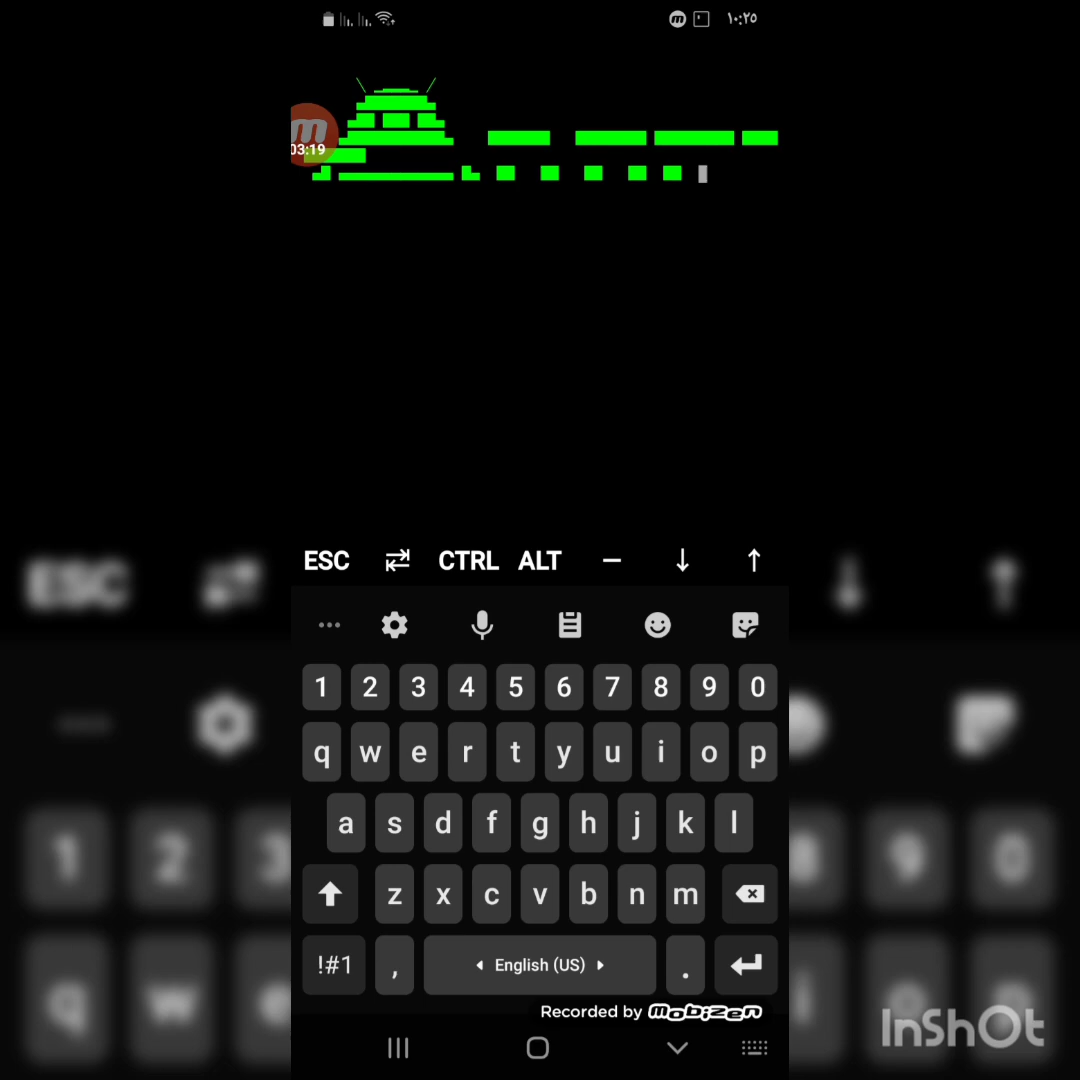 ١٠:٢٥
03:19
ESC CTRL ALT
1 2 3 4 5 6 7 8 9 0
q w e r t y u i o p
a s d f g h j k l
z x c v b n m
!#1 , English (US) .
Recorded by mobizen
InShOt